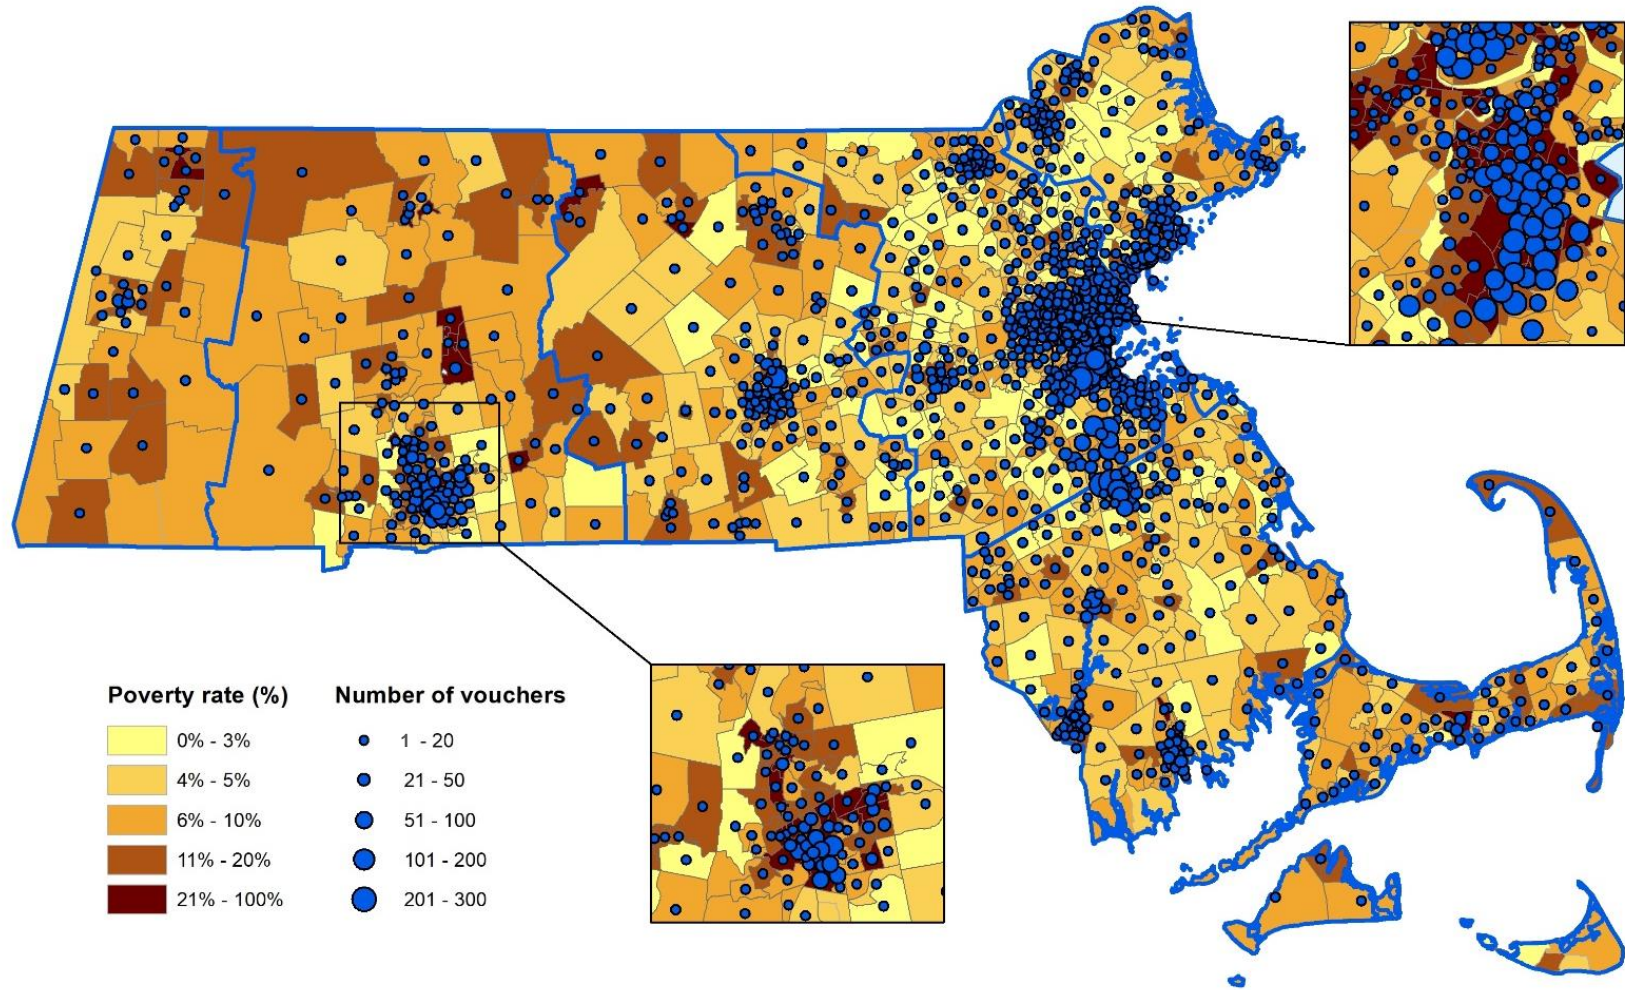 Poverty rate (%)
0% - 3%
4% - 5%
6% - 10%
11% - 20%
21% - 100%
Number of vouchers
1 - 20
21 - 50
51 - 100
101 - 200
201 - 300